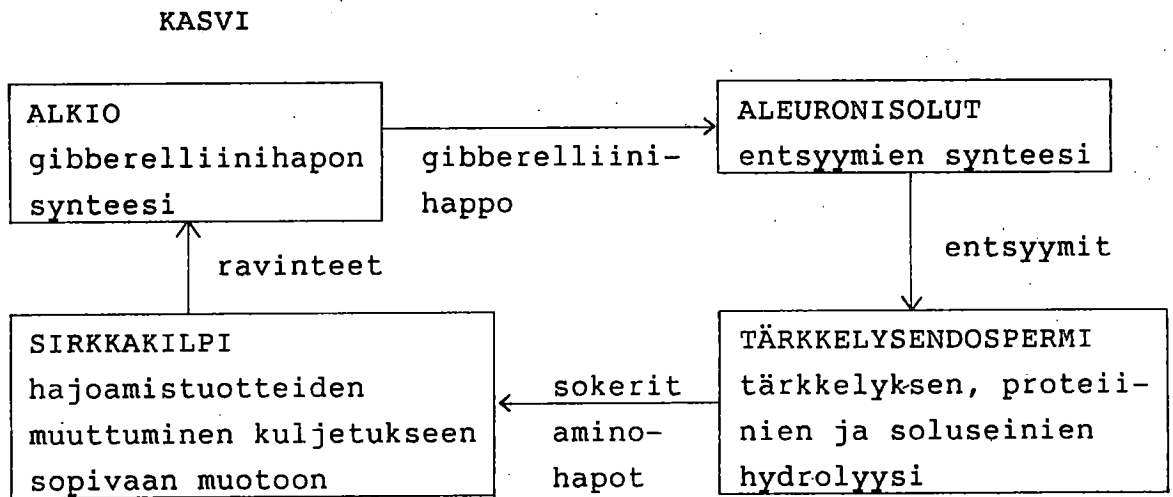 KASVI
ALKIO
gibberelliinihapon
synteesi
gibberelliini-
happo
ALEURONISOLUT
entsyymien synteesi
entsyymit
TÄRKKELYSENDOSPERMI
tärkkelyksen, proteii-
nien ja soluseinien
hydrolyysi
sokerit
amino-
hapot
SIRKKAKILPI
hajoamistuotteiden
muuttuminen kuljetukseen
sopivaan muotoon
ravinteet